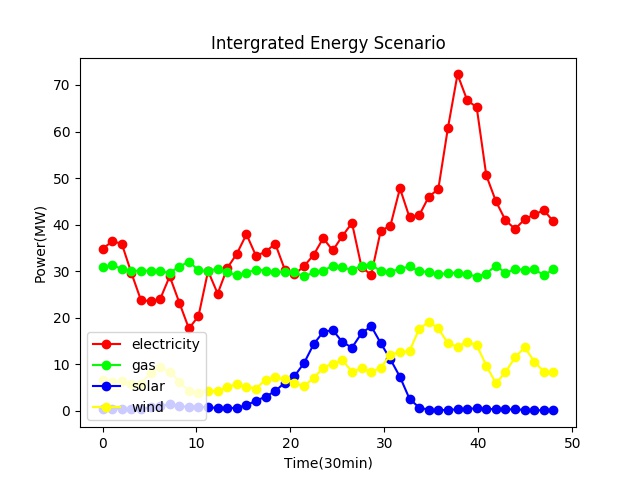 Intergrated Energy Scenario
Power(MW)
70
60
50
40
30
20
10
0
electricity
gas
solar
wind
0 10 20 30 40 50
Time(30min)